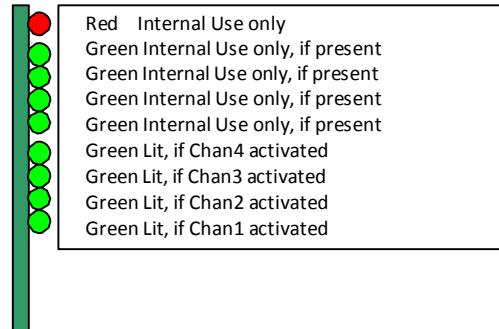 Red Internal Use only
Green Internal Use only, if present
Green Internal Use only, if present
Green Internal Use only, if present
Green Internal Use only, if present
Green Lit, if Chan4 activated
Green Lit, if Chan3 activated
Green Lit, if Chan2 activated
Green Lit, if Chan1 activated